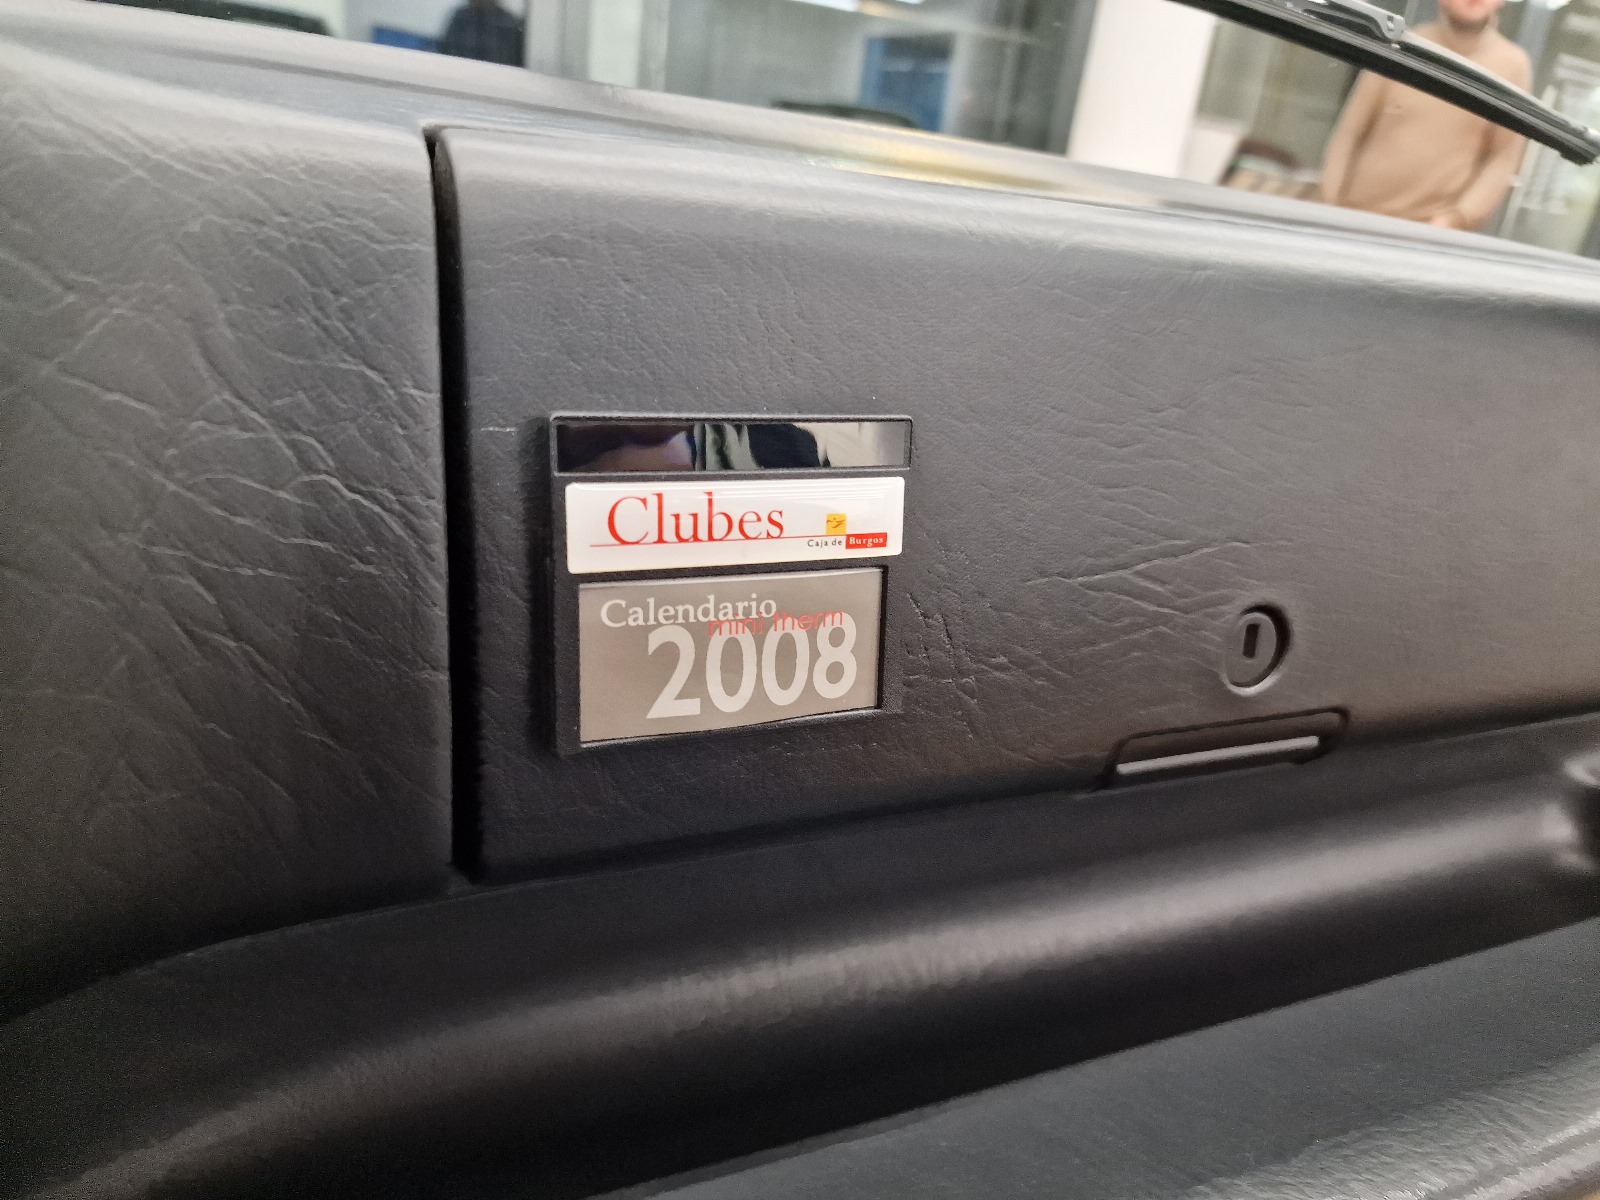 Clubes
Caja de Burgos
Calendario
mini therm
2008